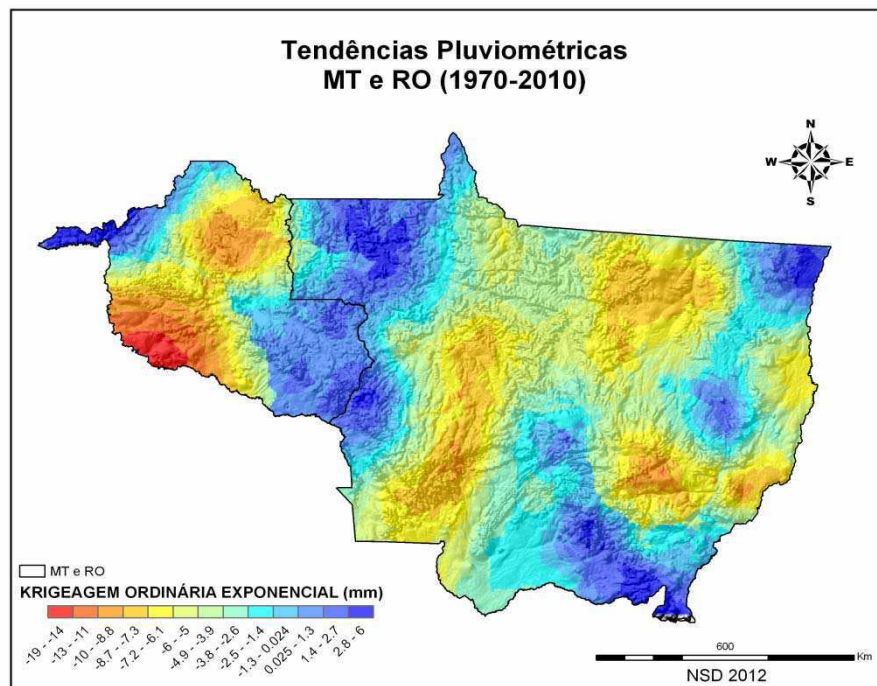 Tendências Pluviométricas
MT e RO (1970-2010)
N
W E
S
MT e RO
KRIGEAGEM ORDINÁRIA EXPONENCIAL (mm)
-19 - -14
-13 - -11
-10 - -8.8
-8.7 - -7.3
-7.2 - -6.1
-6 - -5
-4.9 - -3.9
-3.8 - -2.6
-2.5 - -1.4
-1.3 - -0.024
0.025 - 1.3
1.4 - 2.7
2.8 - 6
600
Km
NSD 2012